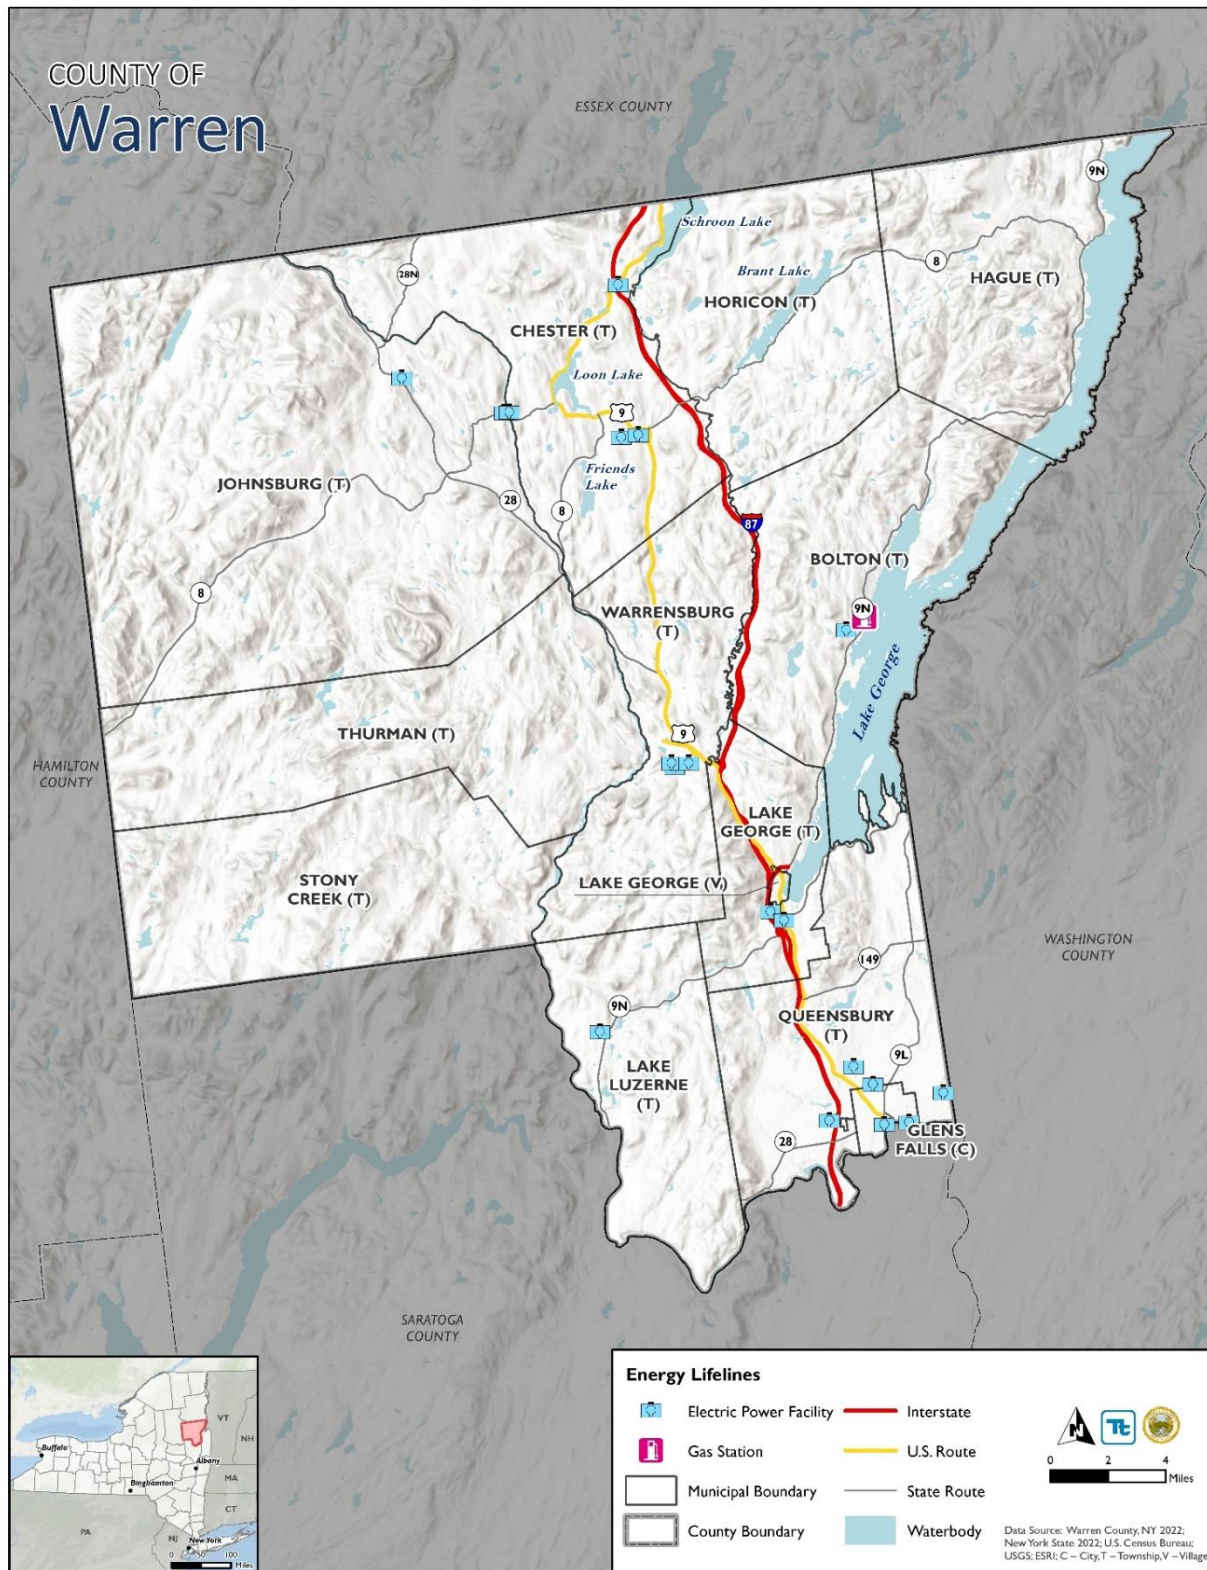 COUNTY OF
Warren
ESSEX COUNTY
9N
Schroon Lake
8
28N
Brant Lake
HAGUE (T)
HORICON (T)
CHESTER (T)
Loon Lake
9
Friends
Lake
JOHNSBURG (T)
28
8
87
BOLTON (T)
8
9N
WARRENSBURG
(T)
Lake George
THURMAN (T)
9
HAMILTON
COUNTY
LAKE
GEORGE (T)
STONY
CREEK (T)
LAKE GEORGE (V)
WASHINGTON
COUNTY
149
9N
QUEENSBURY
(T)
9L
LAKE
LUZERNE
(T)
GLENS
FALLS (C)
28
SARATOGA
COUNTY
VT
NH
Buffalo
Albany
MA
Binghamton
CT
PA
NJ
New York
0 50 100
Miles
Energy Lifelines
Electric Power Facility
Interstate
Gas Station
U.S. Route
Municipal Boundary
State Route
County Boundary
Waterbody
N
Tt
0 2 4
Miles
Data Source: Warren County, NY 2022;
New York State 2022; U.S. Census Bureau;
USGS; ESRI; C – City, T – Township, V – Village